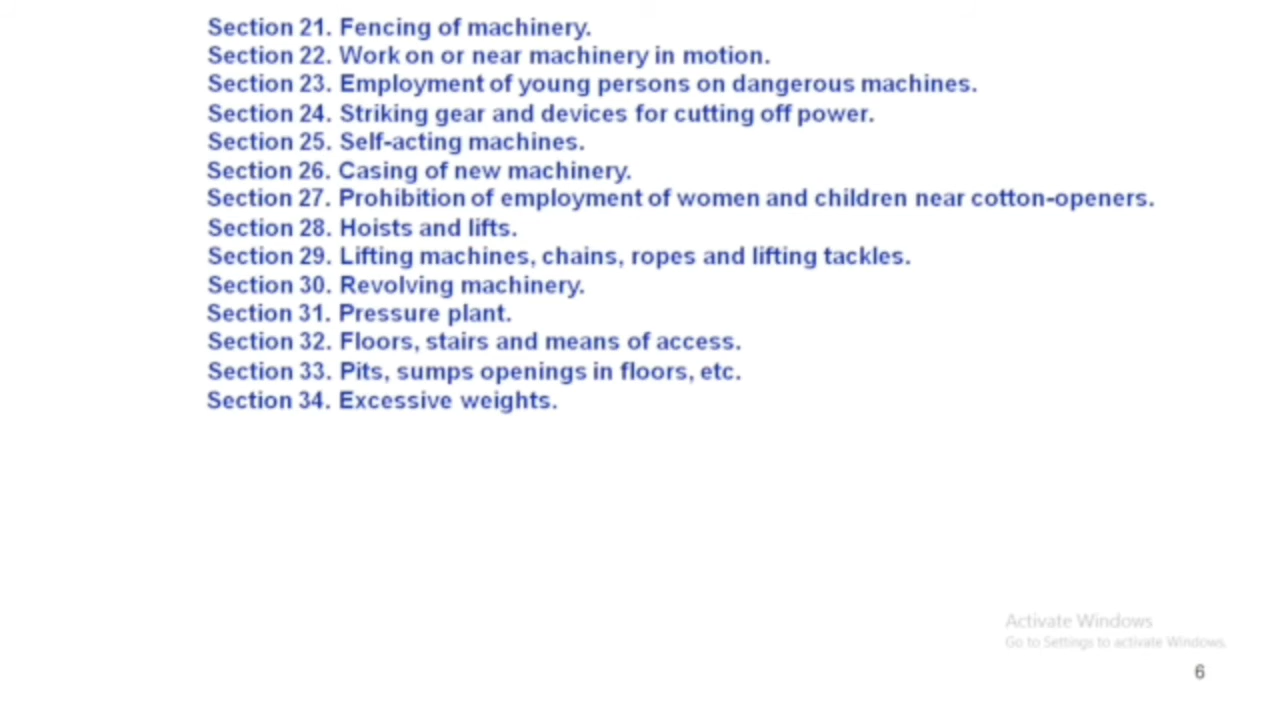 Section 21. Fencing of machinery.
Section 22. Work on or near machinery in motion.
Section 23. Employment of young persons on dangerous machines.
Section 24. Striking gear and devices for cutting off power.
Section 25. Self-acting machines.
Section 26. Casing of new machinery.
Section 27. Prohibition of employment of women and children near cotton-openers.
Section 28. Hoists and lifts.
Section 29. Lifting machines, chains, ropes and lifting tackles.
Section 30. Revolving machinery.
Section 31. Pressure plant.
Section 32. Floors, stairs and means of access.
Section 33. Pits, sumps openings in floors, etc.
Section 34. Excessive weights.
Activate Windows
Go to Settings to activate Windows.
6